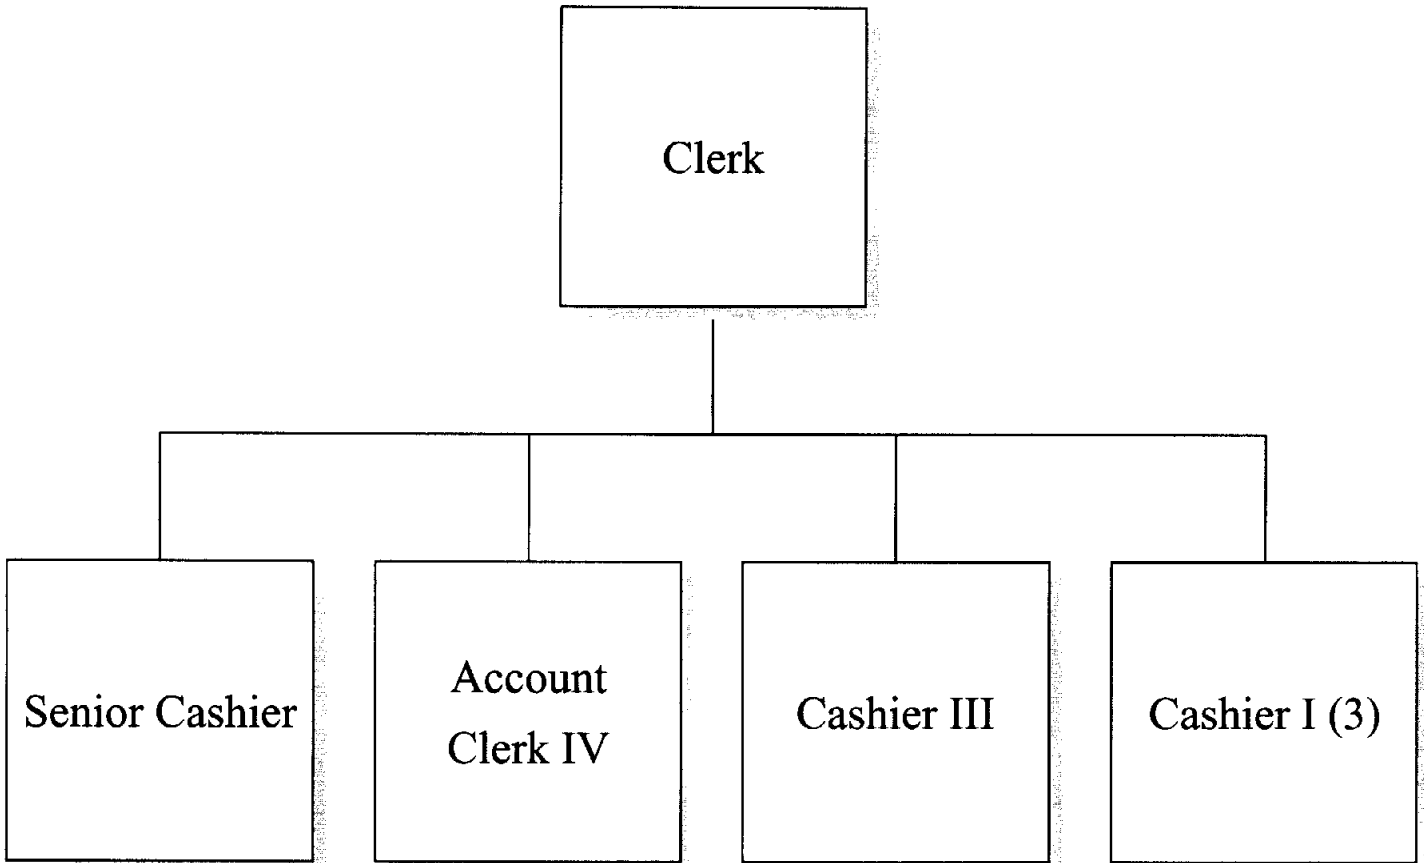 Clerk
Senior Cashier
Account
Clerk IV
Cashier III
Cashier I (3)